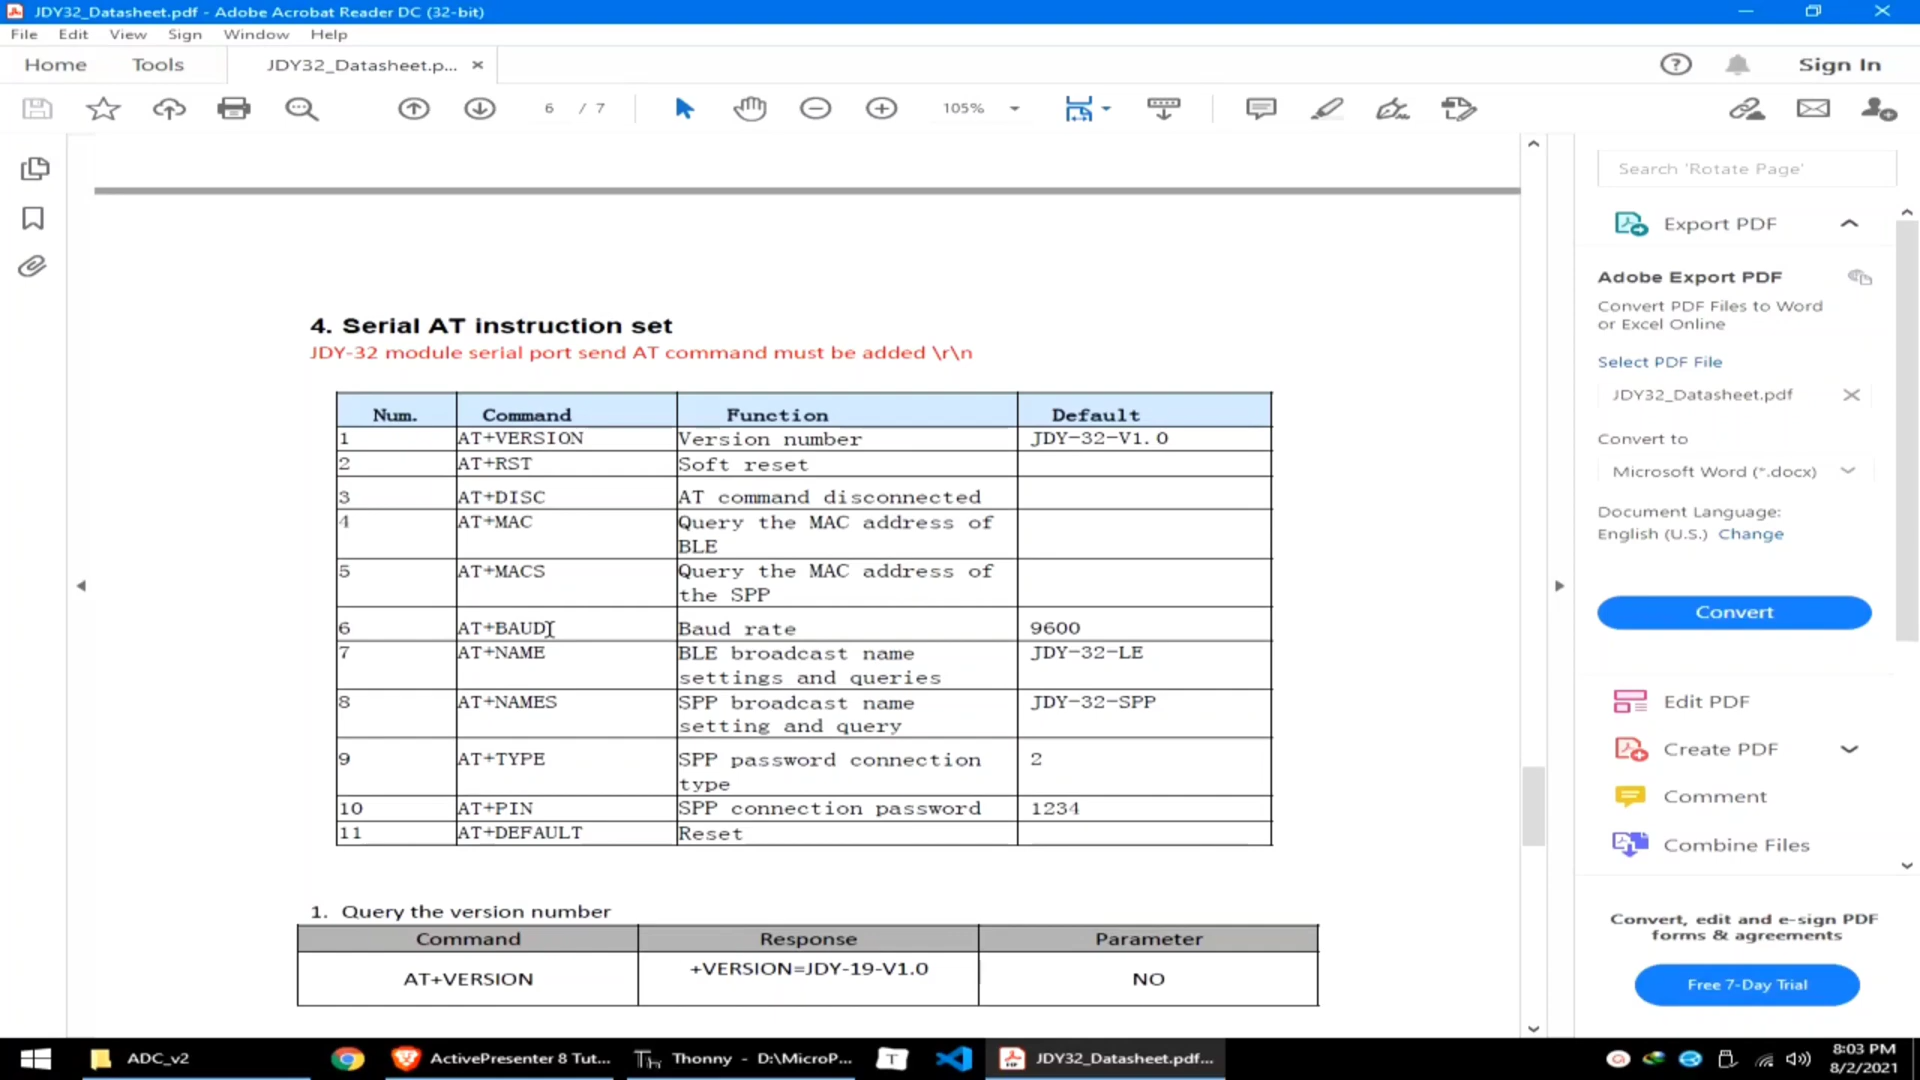 JDY32_Datasheet.pdf - Adobe Acrobat Reader DC (32-bit)
File Edit View Sign Window Help
Home Tools JDY32_Datasheet.p... × Sign In
6 / 7 105%
Search 'Rotate Page'
Export PDF
Adobe Export PDF
Convert PDF Files to Word
or Excel Online
Select PDF File
JDY32_Datasheet.pdf
Convert to
Microsoft Word (*.docx)
Document Language:
English (U.S.) Change
Convert
Edit PDF
Create PDF
Comment
Combine Files
Convert, edit and e-sign PDF
forms & agreements
Free 7-Day Trial
4. Serial AT instruction set
JDY-32 module serial port send AT command must be added \r\n
Num. Command Function Default
1 AT+VERSION Version number JDY-32-V1.0
2 AT+RST Soft reset
3 AT+DISC AT command disconnected
4 AT+MAC Query the MAC address of
BLE
5 AT+MACS Query the MAC address of
the SPP
6 AT+BAUD Baud rate 9600
7 AT+NAME BLE broadcast name JDY-32-LE
settings and queries
8 AT+NAMES SPP broadcast name JDY-32-SPP
setting and query
9 AT+TYPE SPP password connection 2
type
10 AT+PIN SPP connection password 1234
11 AT+DEFAULT Reset
1. Query the version number
Command Response Parameter
AT+VERSION +VERSION=JDY-19-V1.0 NO
ADC_v2 ActivePresenter 8 Tut... Thonny - D:\MicroP... T JDY32_Datasheet.pdf...
8:03 PM
8/2/2021